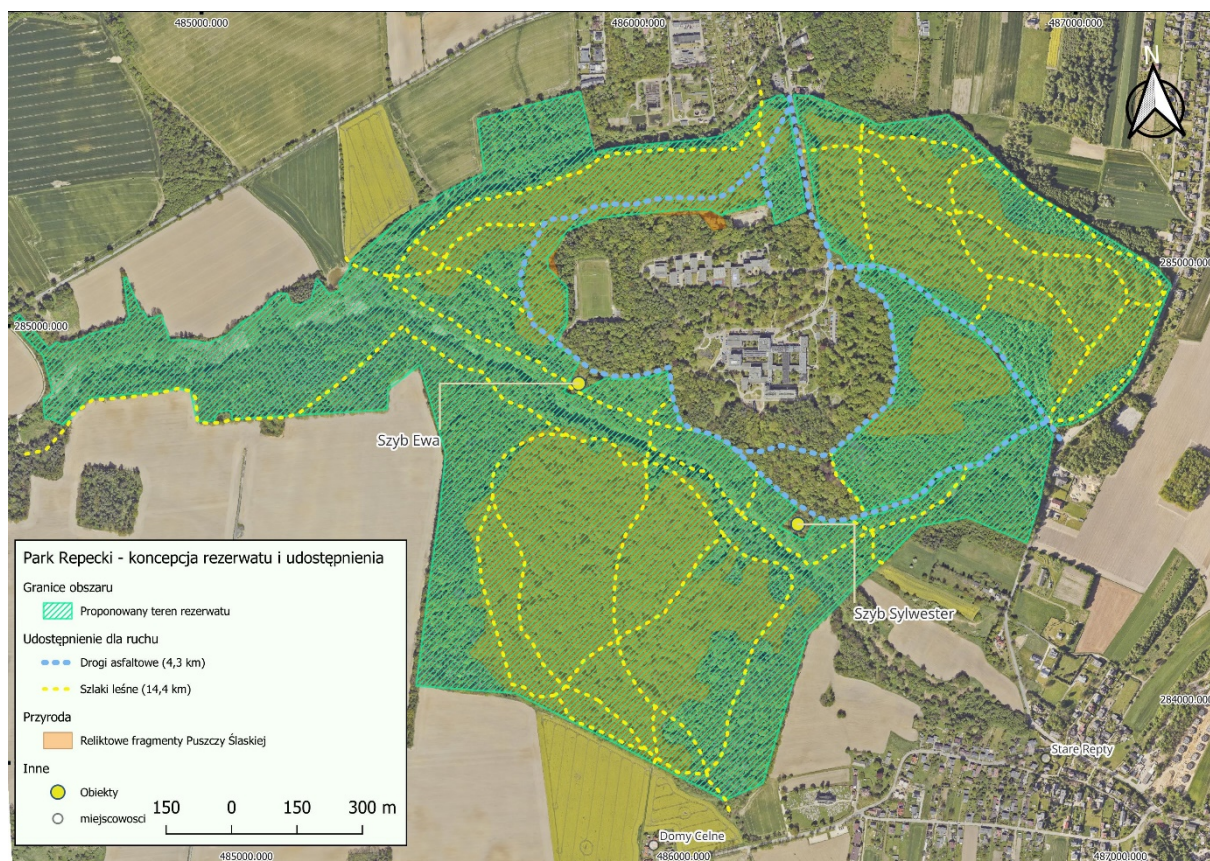 485000.000
486000.000
487000.000
N
285000.000
285000.000
Szyb Ewa
Szyb Sylwester
Park Repecki - koncepcja rezerwatu i udostępnienia
Granice obszaru
Proponowany teren rezerwatu
Udostępnienie dla ruchu
Drogi asfaltowe (4,3 km)
Szlaki leśne (14,4 km)
Przyroda
Reliktowe fragmenty Puszczy Ślaskiej
Inne
Obiekty
miejscowosci
150 0 150 300 m
284000.000
Stare Repty
Domy Celne
485000.000
486000.000
487000.000